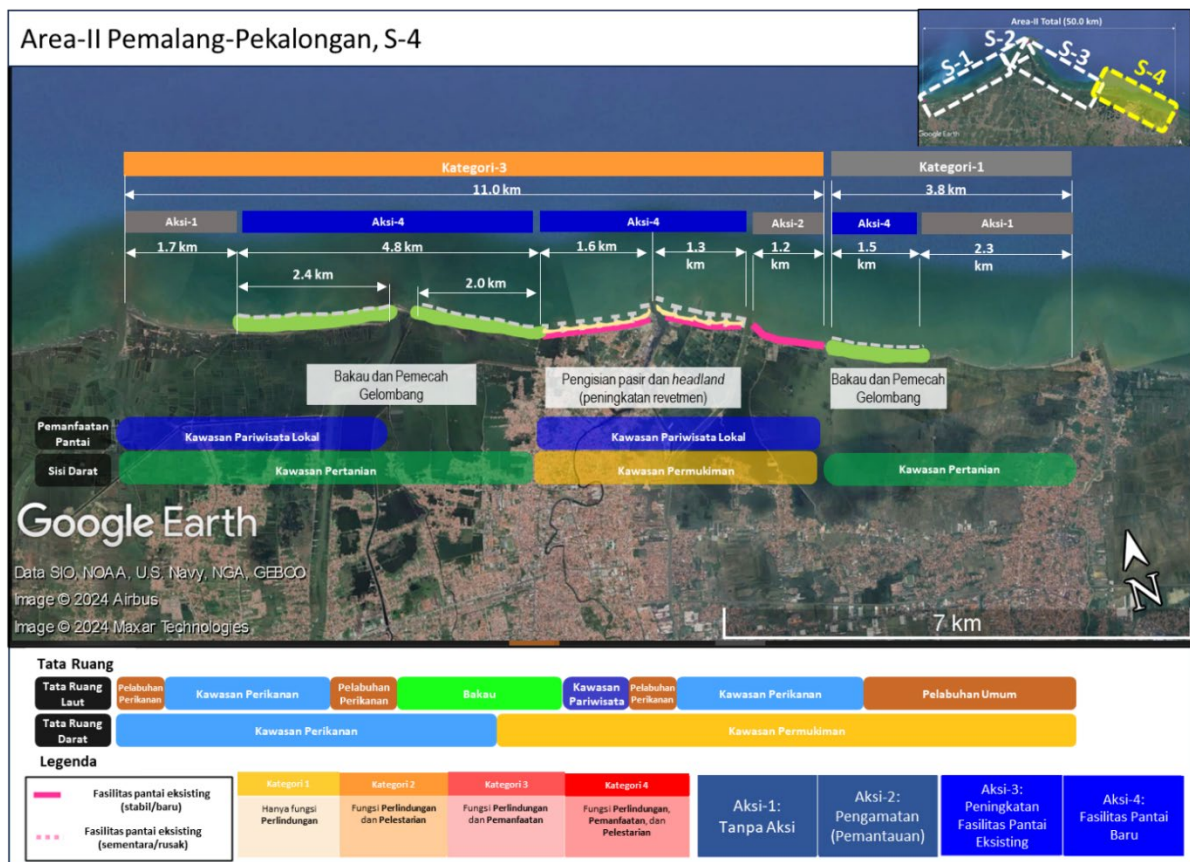 Area-II Pemalang-Pekalongan, S-4
Area-II Total (50.0 km)
S-1
S-2
S-3
S-4
Google Earth
Kategori-3
Kategori-1
11.0 km
3.8 km
Aksi-1
Aksi-4
Aksi-4
Aksi-2
Aksi-4
Aksi-1
1.7 km
4.8 km
1.6 km
1.3
km
1.2
km
1.5
km
2.3
km
2.4 km
2.0 km
Bakau dan Pemecah
Gelombang
Pengisian pasir dan headland
(peningkatan revetmen)
Bakau dan Pemecah
Gelombang
Pemanfaatan
Pantai
Kawasan Pariwisata Lokal
Kawasan Pariwisata Lokal
Sisi Darat
Kawasan Pertanian
Kawasan Permukiman
Kawasan Pertanian
Google Earth
Data SIO, NOAA, U.S. Navy, NGA, GEBCO
Image © 2024 Airbus
Image © 2024 Maxar Technologies
7 km
N
Tata Ruang
Tata Ruang
Laut
Pelabuhan
Perikanan
Kawasan Perikanan
Pelabuhan
Perikanan
Bakau
Kawasan
Pariwisata
Pelabuhan
Perikanan
Kawasan Perikanan
Pelabuhan Umum
Tata Ruang
Darat
Kawasan Perikanan
Kawasan Permukiman
Legenda
Fasilitas pantai eksisting
(stabil/baru)
Fasilitas pantai eksisting
(sementara/rusak)
Kategori 1
Hanya fungsi
Perlindungan
Kategori 2
Fungsi Perlindungan
dan Pelestarian
Kategori 3
Fungsi Perlindungan
dan Pemanfaatan
Kategori 4
Fungsi Perlindungan,
Pemanfaatan, dan
Pelestarian
Aksi-1:
Tanpa Aksi
Aksi-2:
Pengamatan
(Pemantauan)
Aksi-3:
Peningkatan
Fasilitas Pantai
Eksisting
Aksi-4:
Fasilitas Pantai
Baru